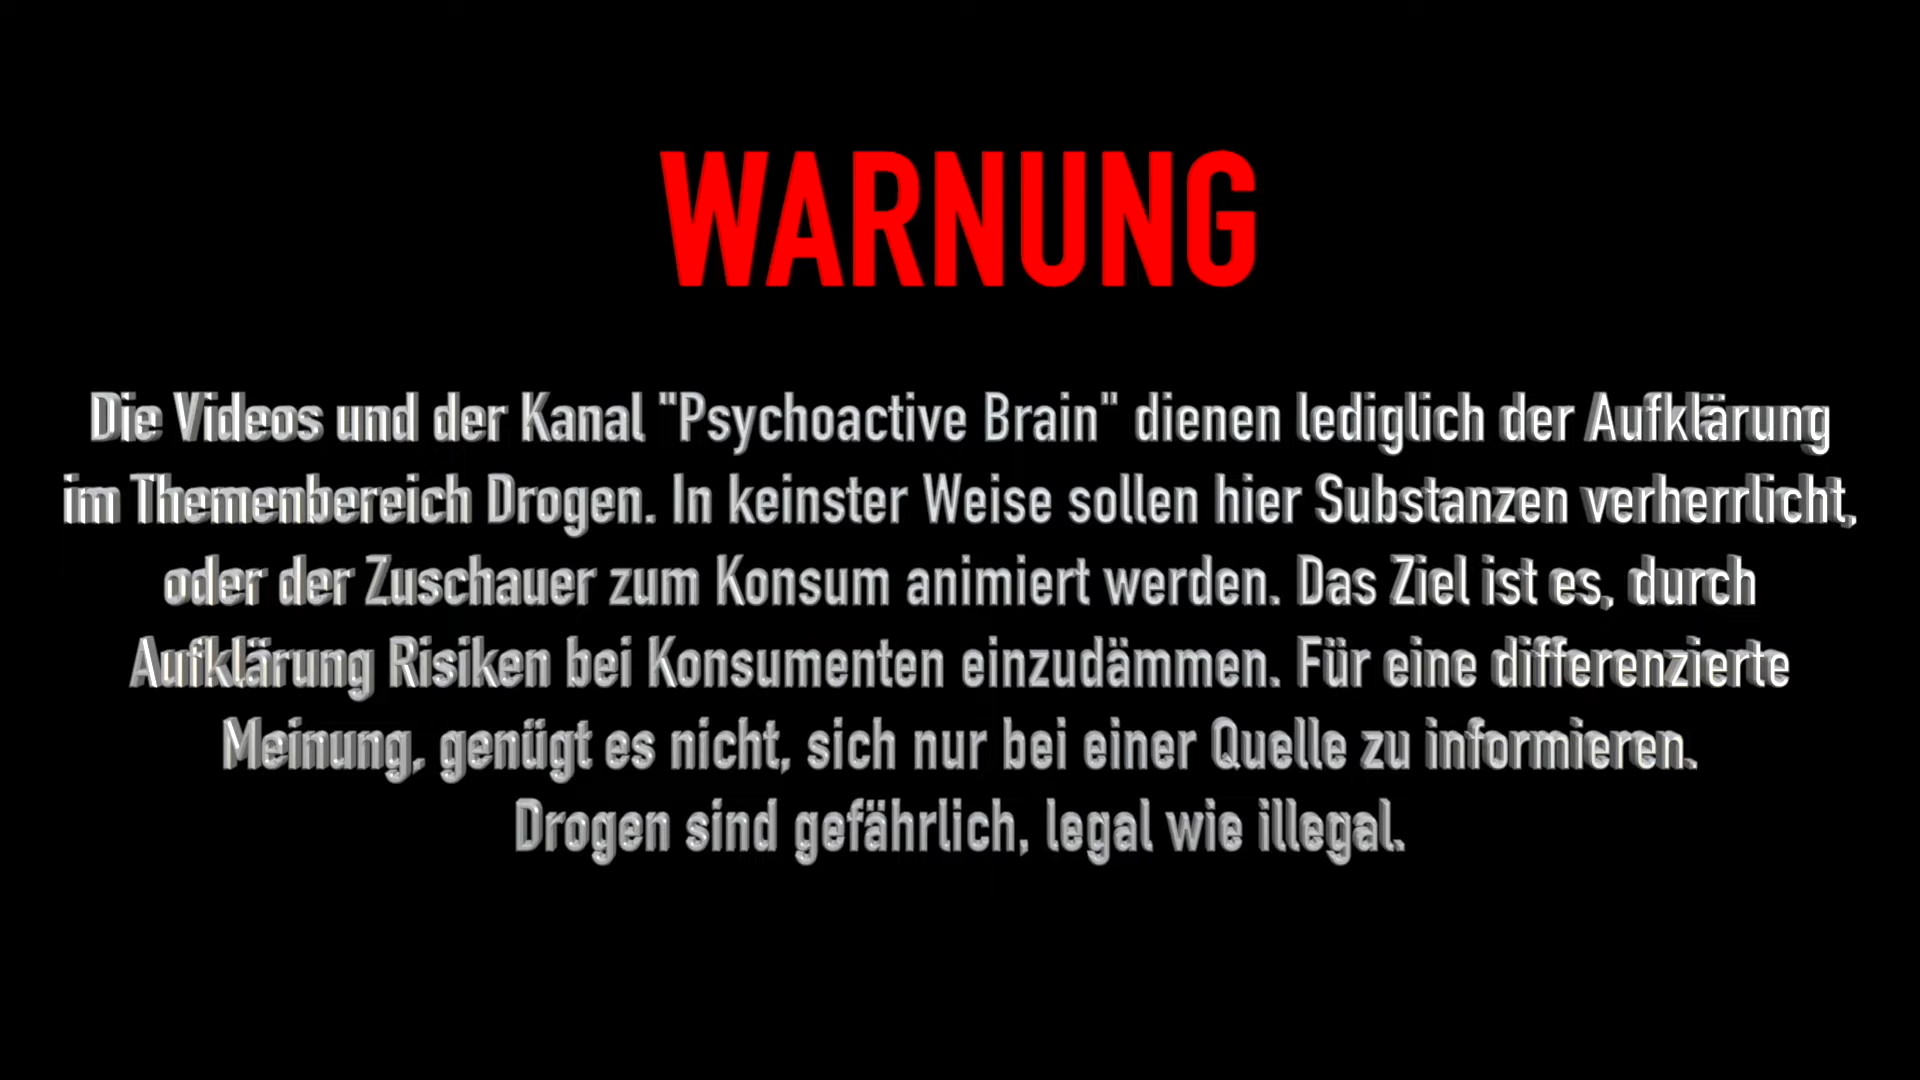 WARNUNG
Die Videos und der Kanal "Psychoactive Brain" dienen lediglich der Aufklärung
im Themenbereich Drogen. In keinster Weise sollen hier Substanzen verherrlicht,
oder der Zuschauer zum Konsum animiert werden. Das Ziel ist es, durch
Aufklärung Risiken bei Konsumenten einzudämmen. Für eine differenzierte
Meinung, genügt es nicht, sich nur bei einer Quelle zu informieren.
Drogen sind gefährlich, legal wie illegal.